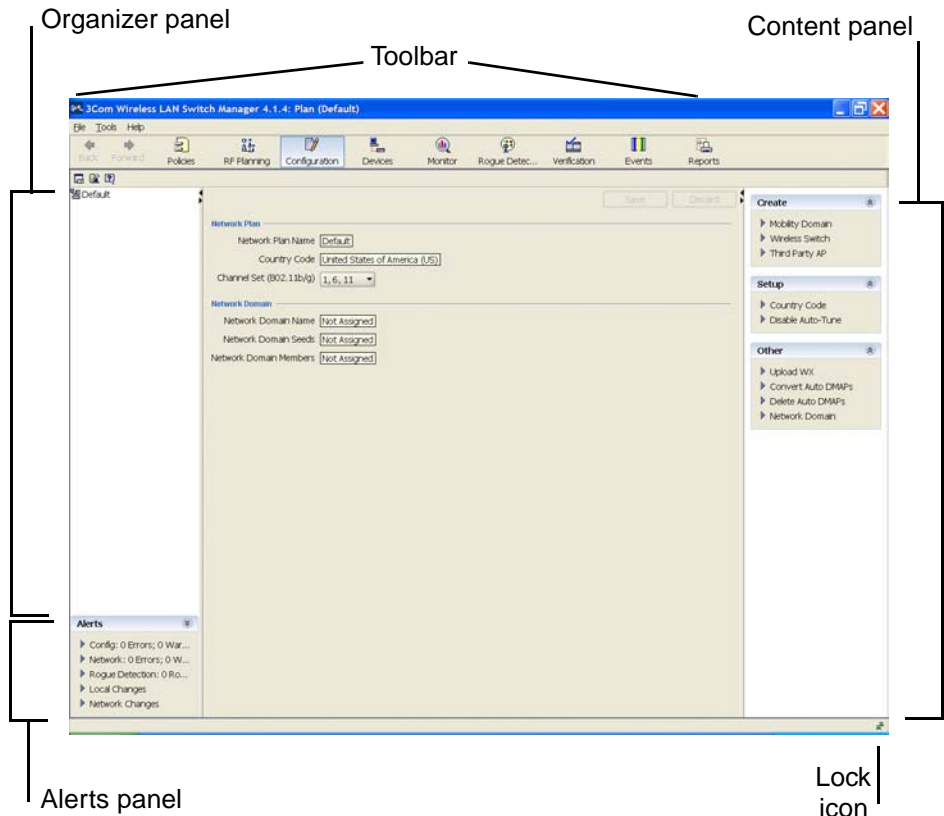 Organizer panel
Content panel
Toolbar
3Com Wireless LAN Switch Manager 4.1.4: Plan (Default)
File Tools Help
Back Forward Policies RF Planning Configuration Devices Monitor Rogue Detec... Verification Events Reports
Default
Save Discard
Network Plan
Network Plan Name Default
Country Code United States of America (US)
Channel Set (802.11b/g) 1, 6, 11
Network Domain
Network Domain Name Not Assigned
Network Domain Seeds Not Assigned
Network Domain Members Not Assigned
Create
Mobility Domain
Wireless Switch
Third Party AP
Setup
Country Code
Disable Auto-Tune
Other
Upload WX
Convert Auto DMAPs
Delete Auto DMAPs
Network Domain
Alerts
Config: 0 Errors; 0 War...
Network: 0 Errors; 0 W...
Rogue Detection: 0 Ro...
Local Changes
Network Changes
Alerts panel
Lock
icon